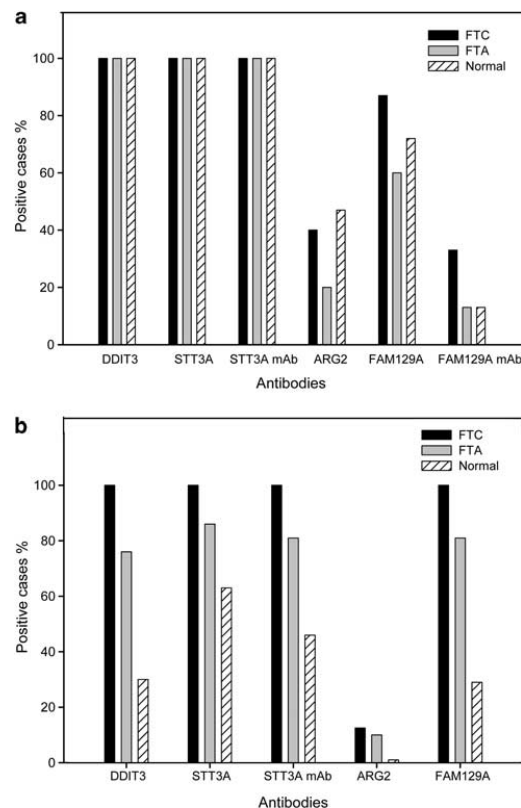 a
FTC
FTA
Normal
100
80
60
40
20
0
Positive cases %
DDIT3 STT3A STT3A mAb ARG2 FAM129A FAM129A mAb
Antibodies
b
FTC
FTA
Normal
100
80
60
40
20
0
Positive cases %
DDIT3 STT3A STT3A mAb ARG2 FAM129A
Antibodies